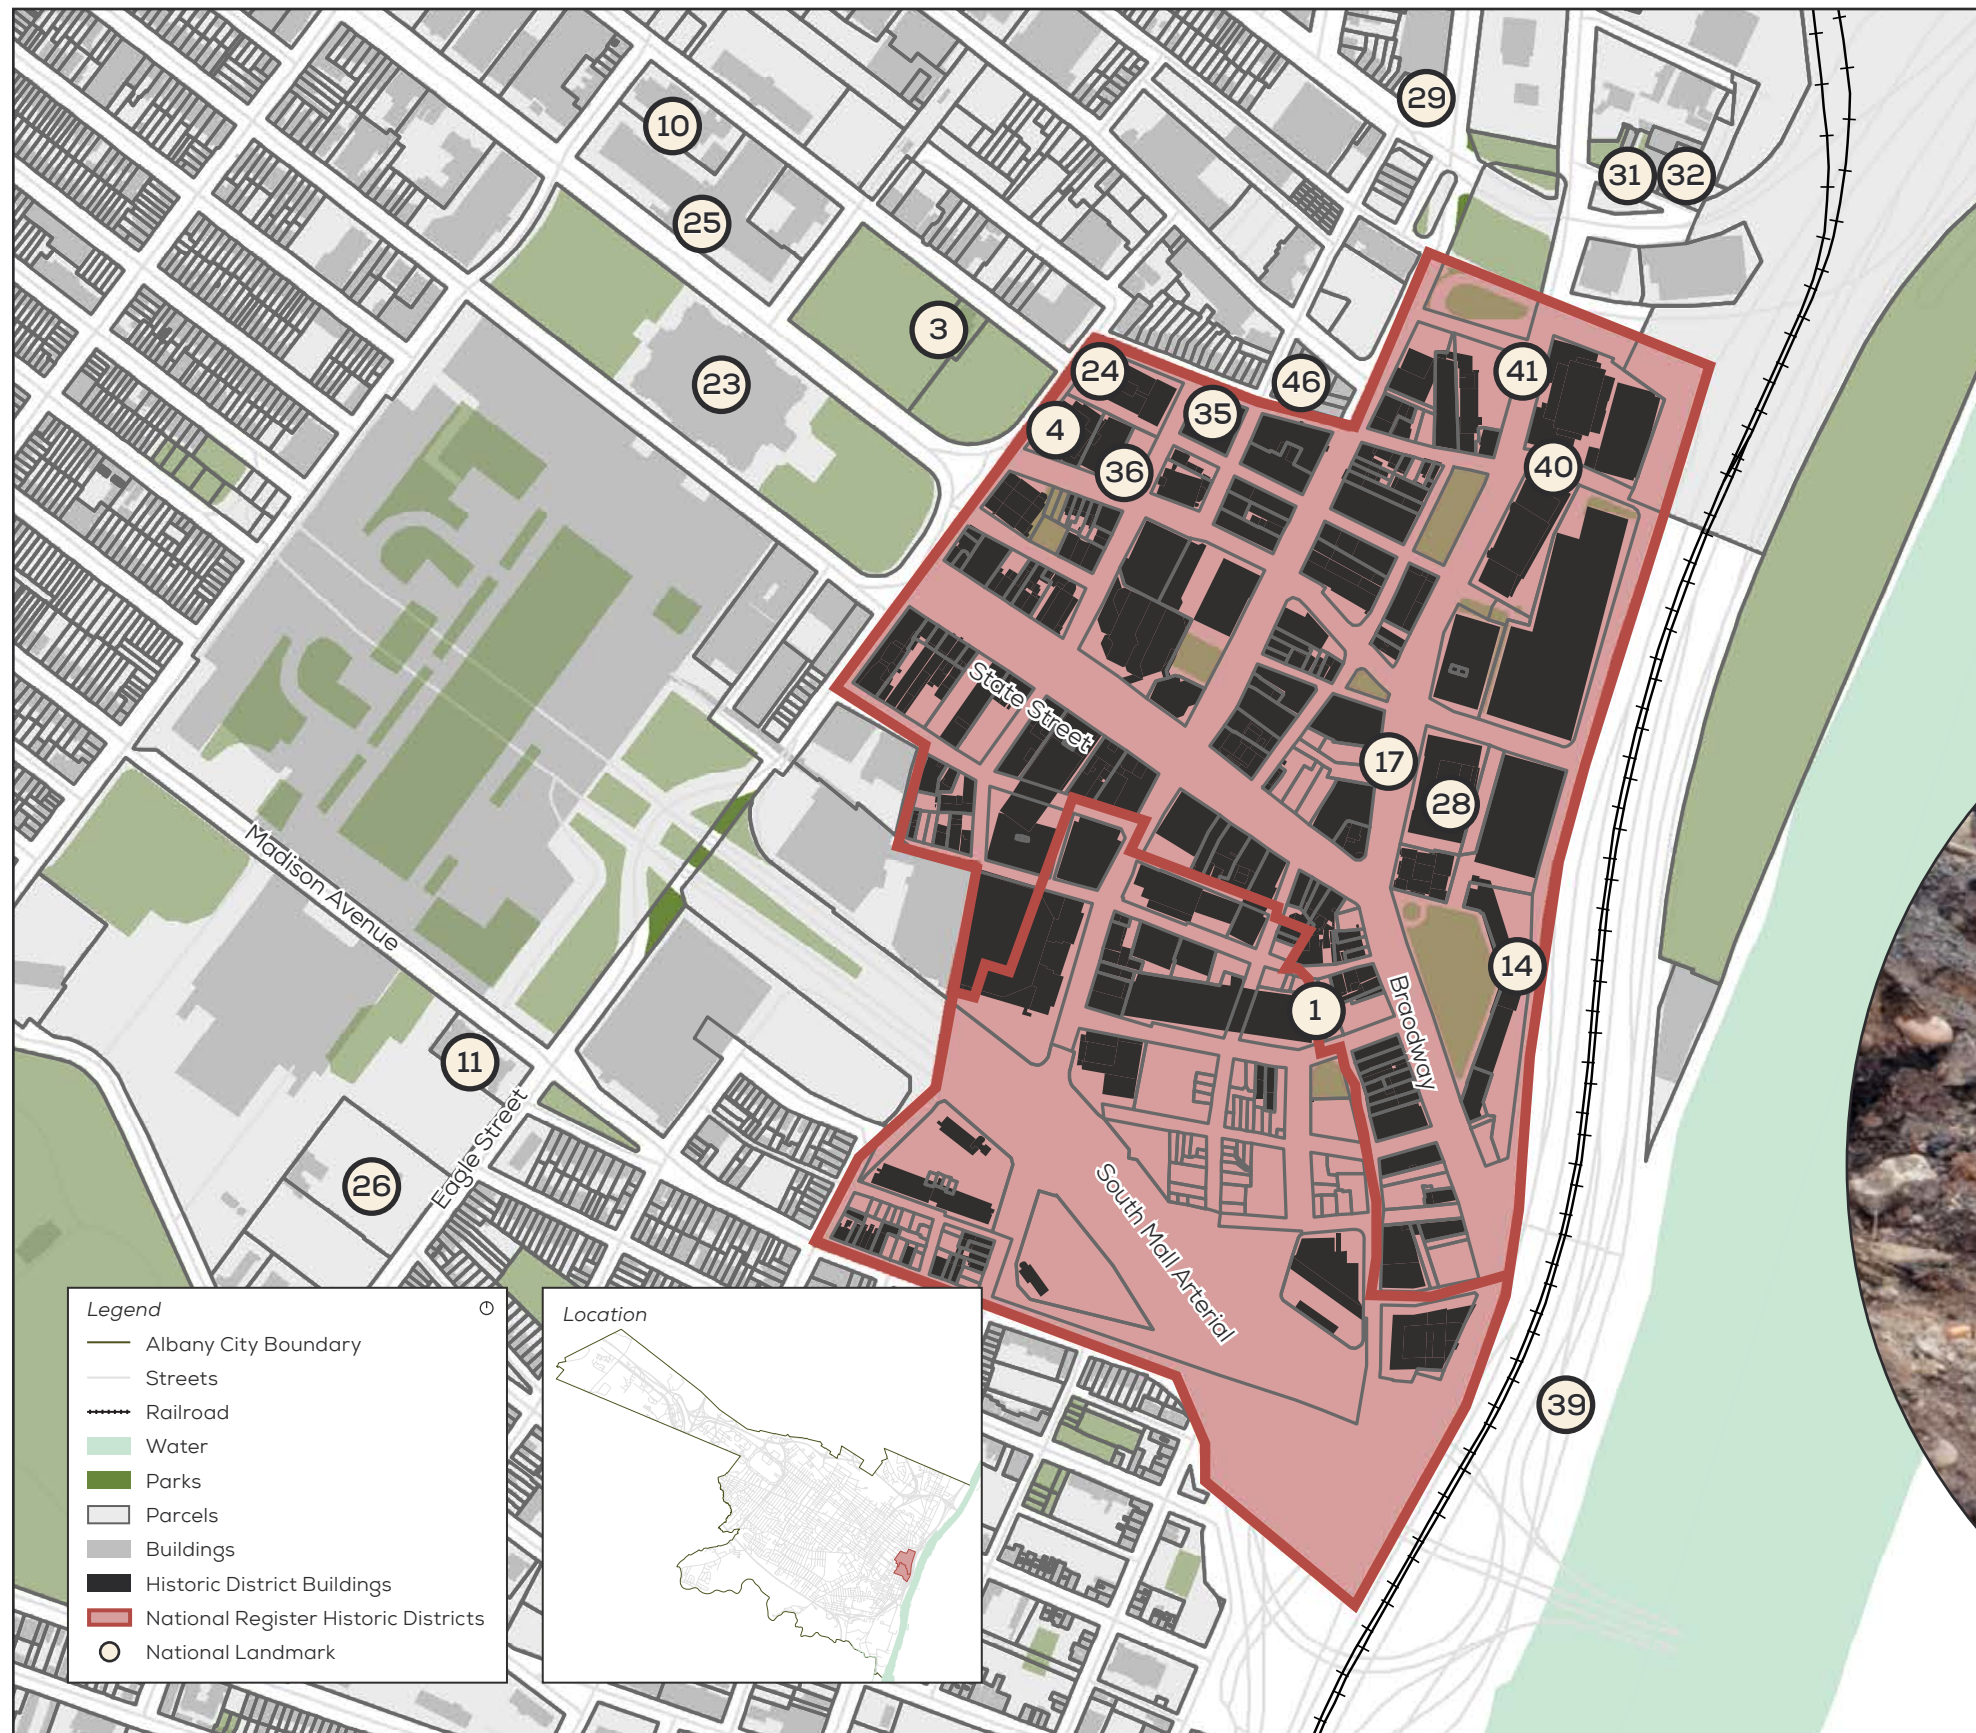 29
10
31
32
25
3
24
41
23
46
35
4
40
36
State Street
17
28
Madison Avenue
14
1
Braodway
11
Eagle Street
26
South Mall Arterial
39
Legend
Albany City Boundary
Streets
Railroad
Water
Parks
Parcels
Buildings
Historic District Buildings
National Register Historic Districts
National Landmark
Location